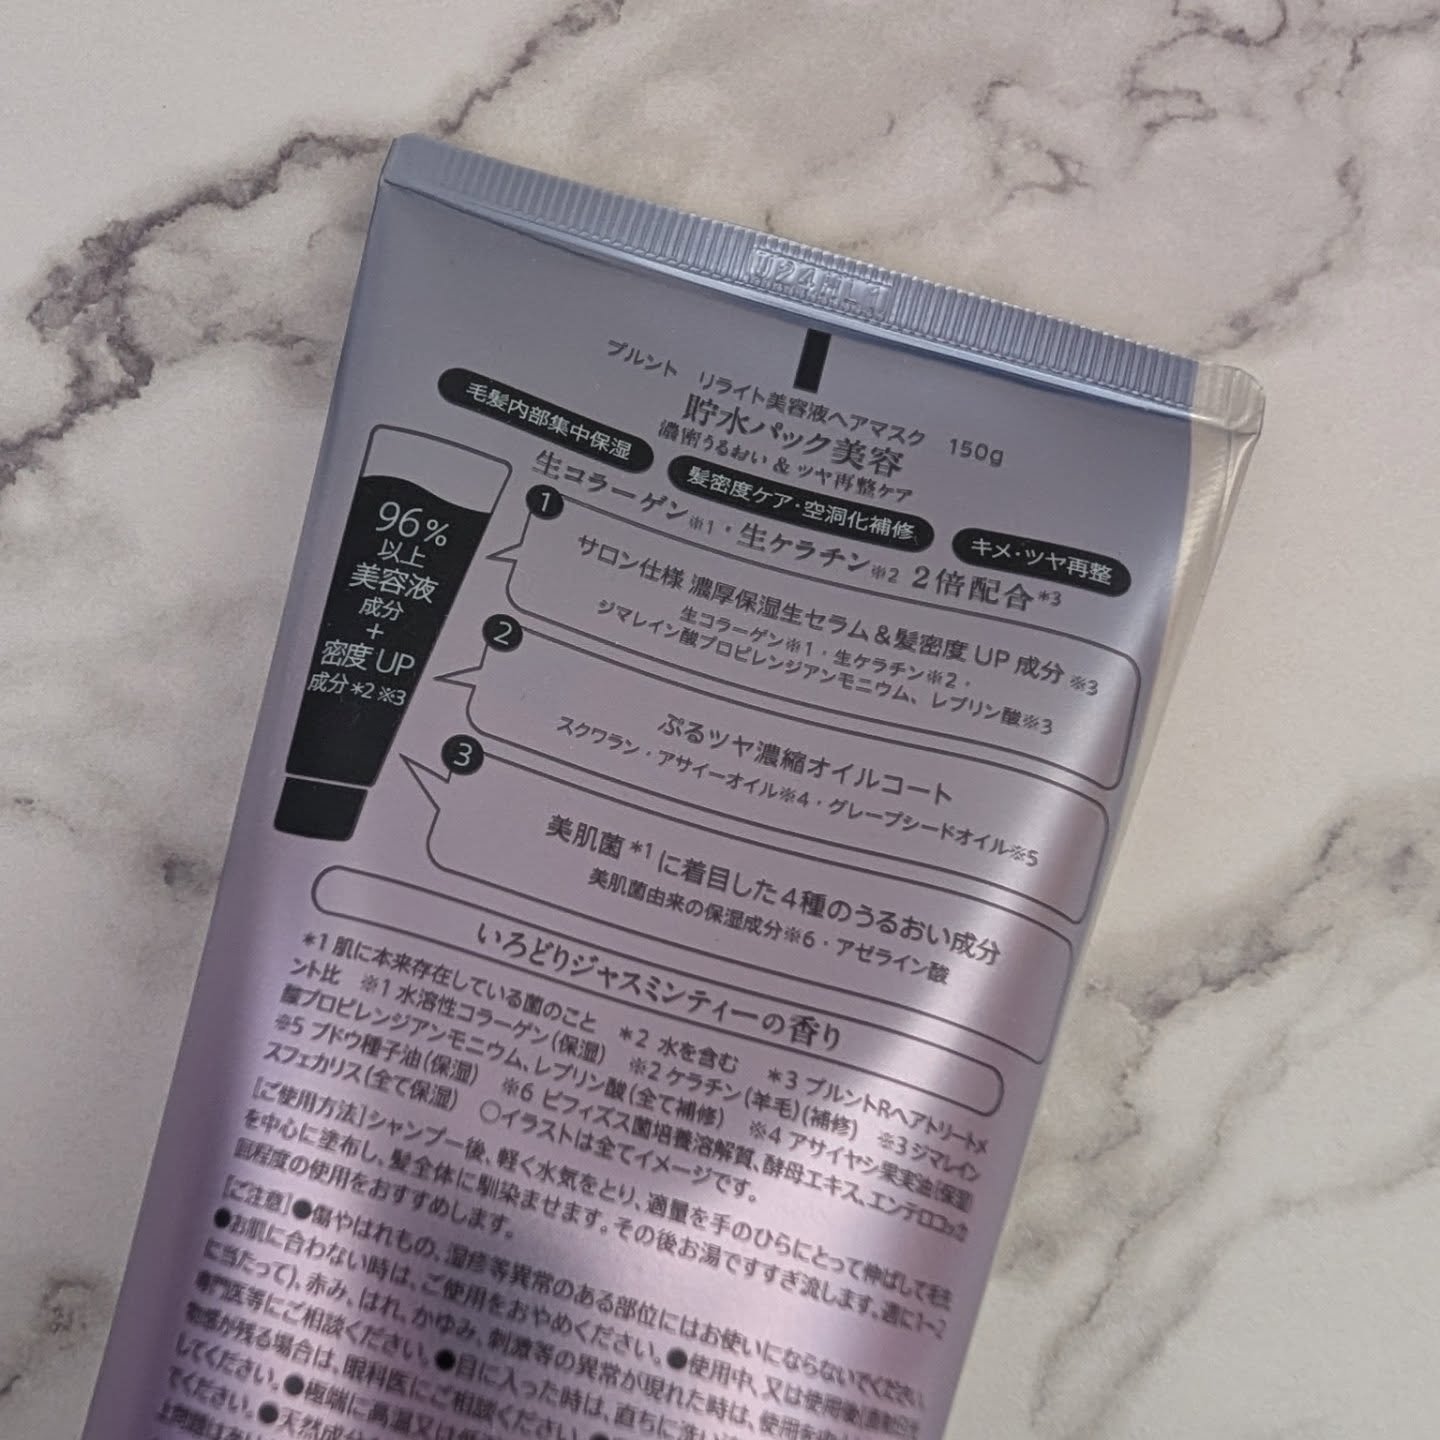 プルント リライト美容液ヘアマスク 150g
貯水パック美容
濃密うるおい & ツヤ再整ケア
毛髪内部集中保湿
髪密度ケア・空洞化補修
キメ・ツヤ再整
生コラーゲン※1・生ケラチン※2 2倍配合*3
96%
以上
美容液
成分
+
密度UP
成分*2※3
1
サロン仕様 濃厚保湿生セラム&髪密度 UP 成分 ※3
生コラーゲン※1・生ケラチン※2・
ジマレイン酸プロピレンジアンモニウム、レブリン酸※3
2
ぷるツヤ濃縮オイルコート
スクワラン・アサイーオイル※4・グレープシードオイル※5
3
美肌菌*1に着目した4種のうるおい成分
美肌菌由来の保湿成分※6・アゼライン酸
いろどりジャスミンティーの香り
*1 肌に本来存在している菌のこと *2 水を含む *3 プルントRヘアトリートメ
ント比 ※1 水溶性コラーゲン(保湿) ※2 ケラチン(羊毛)(補修) ※3 ジマレイン
酸プロピレンジアンモニウム、レブリン酸(全て補修) ※4 アサイヤシ果実油(保湿)
※5 ブドウ種子油(保湿) ※6 ビフィズス菌培養溶解質、酵母エキス、エンテロコッカ
スフェカリス(全て保湿) ○イラストは全てイメージです。
[ご使用方法]シャンプー後、軽く水気をとり、適量を手のひらにとって伸ばして毛先
を中心に塗布し、髪全体に馴染ませます。その後お湯ですすぎ流します。週に1~2
回程度の使用をおすすめします。
[ご注意]●傷やはれもの、湿疹等異常のある部位にはお使いにならないでください。
●お肌に合わない時は、ご使用をおやめください。●使用中、又は使用後(直射日光
に当たって)、赤み、はれ、かゆみ、刺激等の異常が現れた時は、使用を中
専門医等にご相談ください。●目に入った時は、直ちに洗い
が残る場合は、眼科医にご相談ください。
してください。●極端に高温又は低
てください。●天然成分